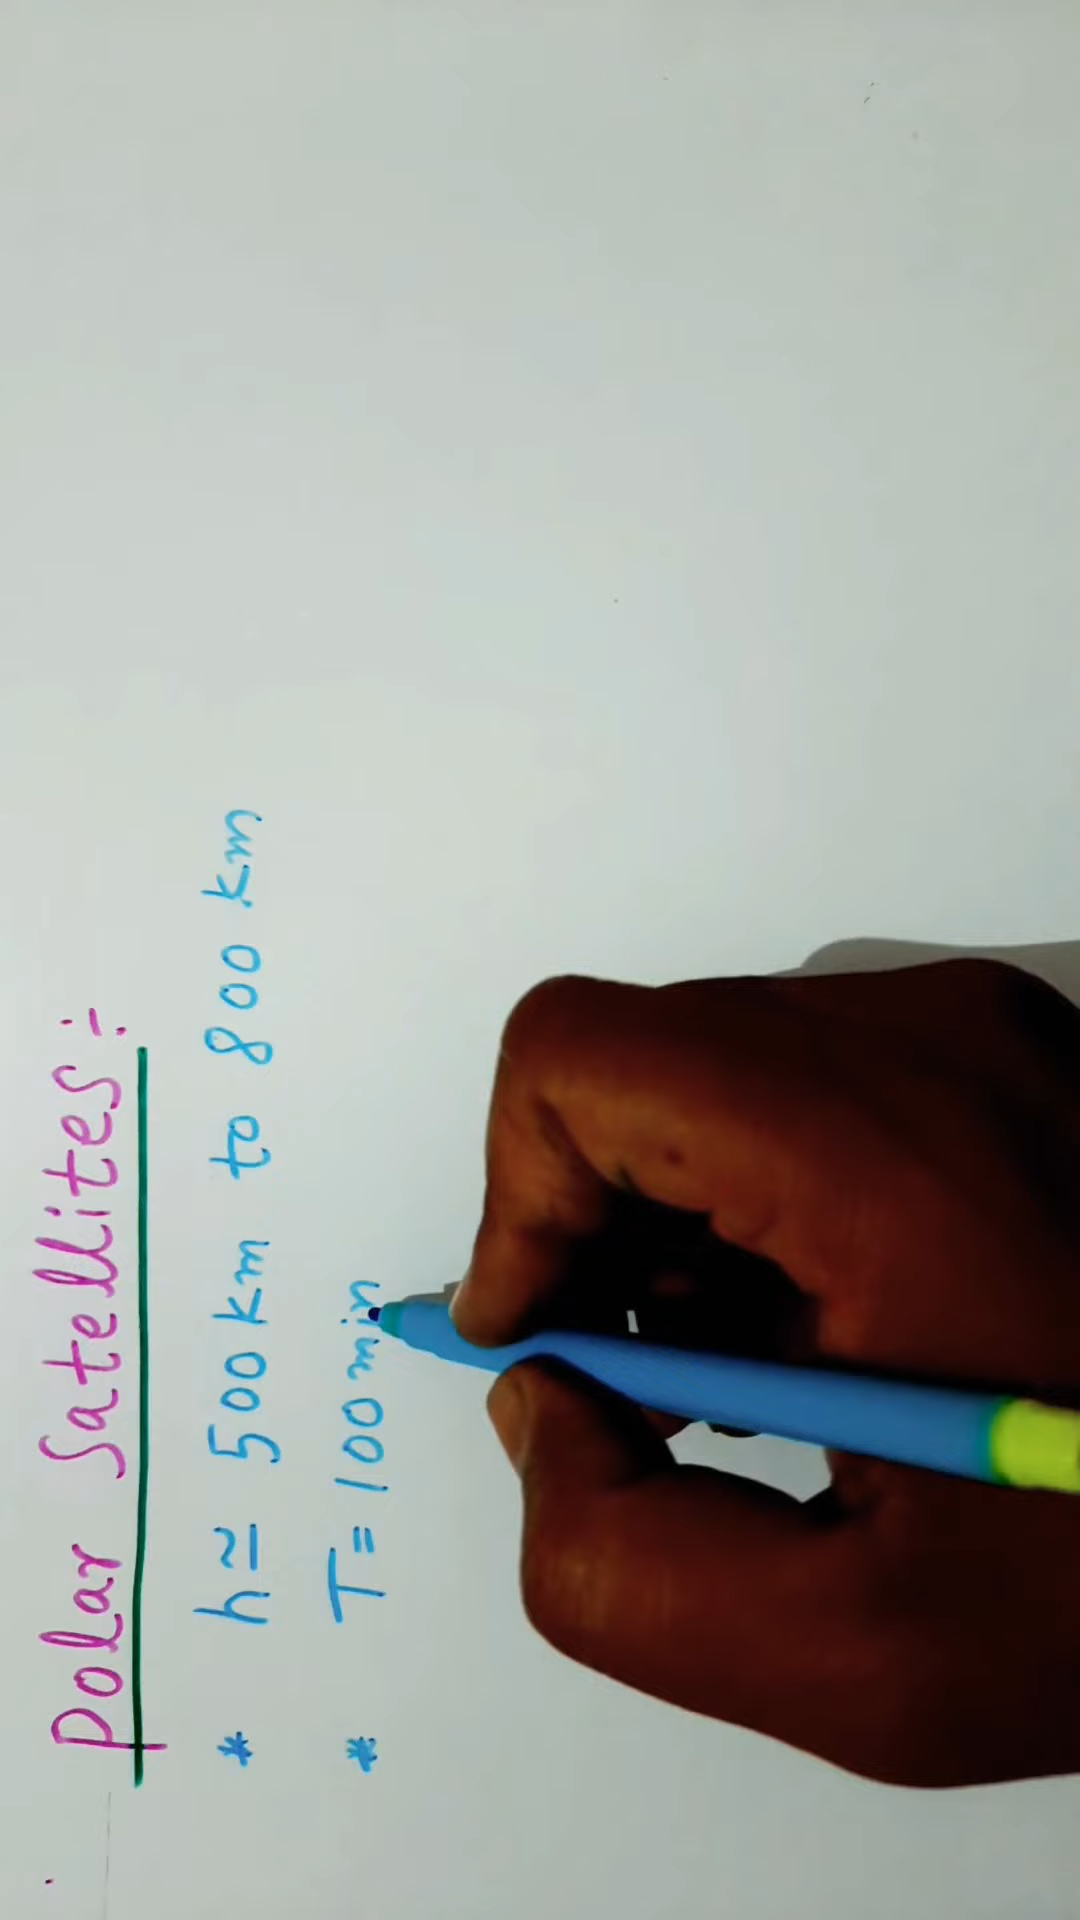 Polar Satellites :-
* h ≃ 500 km to 800 km
* T = 100 min